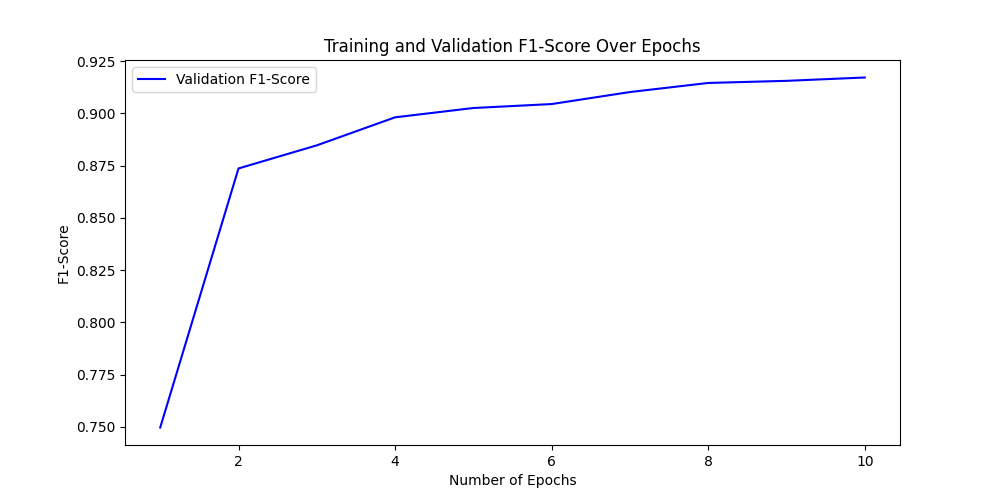 Training and Validation F1-Score Over Epochs
Validation F1-Score
F1-Score
0.925
0.900
0.875
0.850
0.825
0.800
0.775
0.750
2 4 6 8 10
Number of Epochs